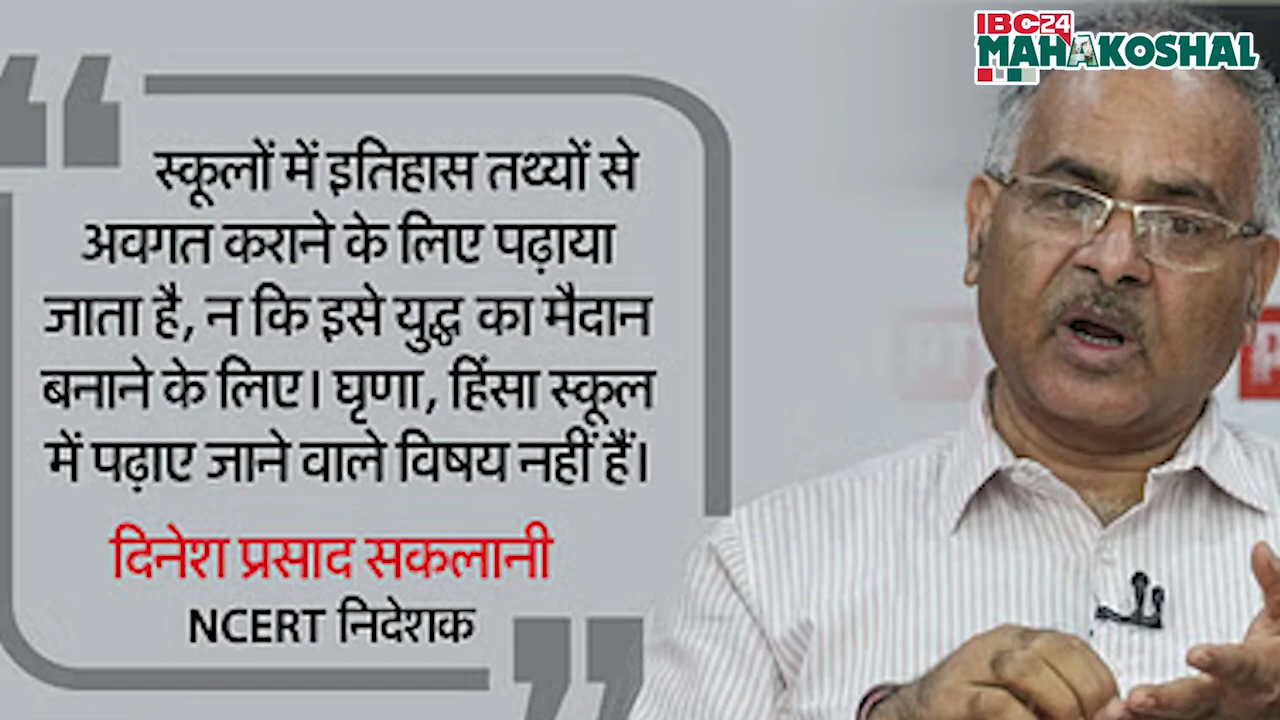 IBC24
MAHAKOSHAL
स्कूलों में इतिहास तथ्यों से
अवगत कराने के लिए पढ़ाया
जाता है, न कि इसे युद्ध का मैदान
बनाने के लिए। घृणा, हिंसा स्कूल
में पढ़ाए जाने वाले विषय नहीं हैं।
दिनेश प्रसाद सकलानी
NCERT निदेशक